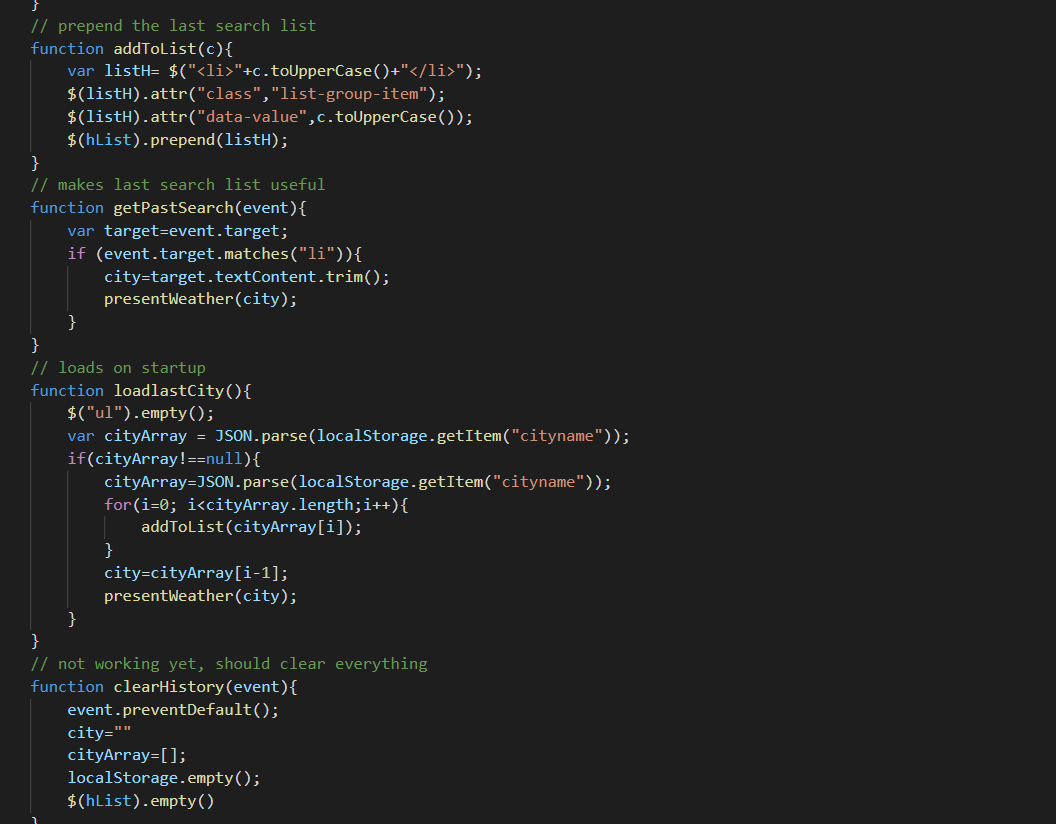 }
// prepend the last search list
function addToList(c){
    var listH= $("<li>"+c.toUpperCase()+"</li>");
    $(listH).attr("class","list-group-item");
    $(listH).attr("data-value",c.toUpperCase());
    $(hList).prepend(listH);
}
// makes last search list useful
function getPastSearch(event){
    var target=event.target;
    if (event.target.matches("li")){
        city=target.textContent.trim();
        presentWeather(city);
    }
}
// loads on startup
function loadlastCity(){
    $("ul").empty();
    var cityArray = JSON.parse(localStorage.getItem("cityname"));
    if(cityArray!==null){
        cityArray=JSON.parse(localStorage.getItem("cityname"));
        for(i=0; i<cityArray.length;i++){
            addToList(cityArray[i]);
        }
        city=cityArray[i-1];
        presentWeather(city);
    }
}
// not working yet, should clear everything
function clearHistory(event){
    event.preventDefault();
    city=""
    cityArray=[];
    localStorage.empty();
    $(hList).empty()
}